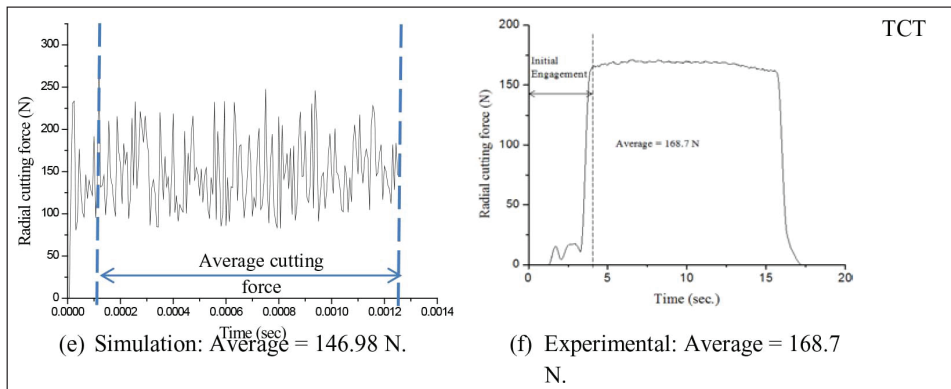 TCT
Radial cutting force (N)
300
250
200
150
100
50
0
Average cutting
force
0.0000 0.0002 0.0004 0.0006 0.0008 0.0010 0.0012 0.0014
Time (sec)
(e) Simulation: Average = 146.98 N.
Radial cutting force (N)
200
150
100
50
0
Initial
Engagement
Average = 168.7 N
0 5 10 15 20
Time (sec.)
(f) Experimental: Average = 168.7
N.